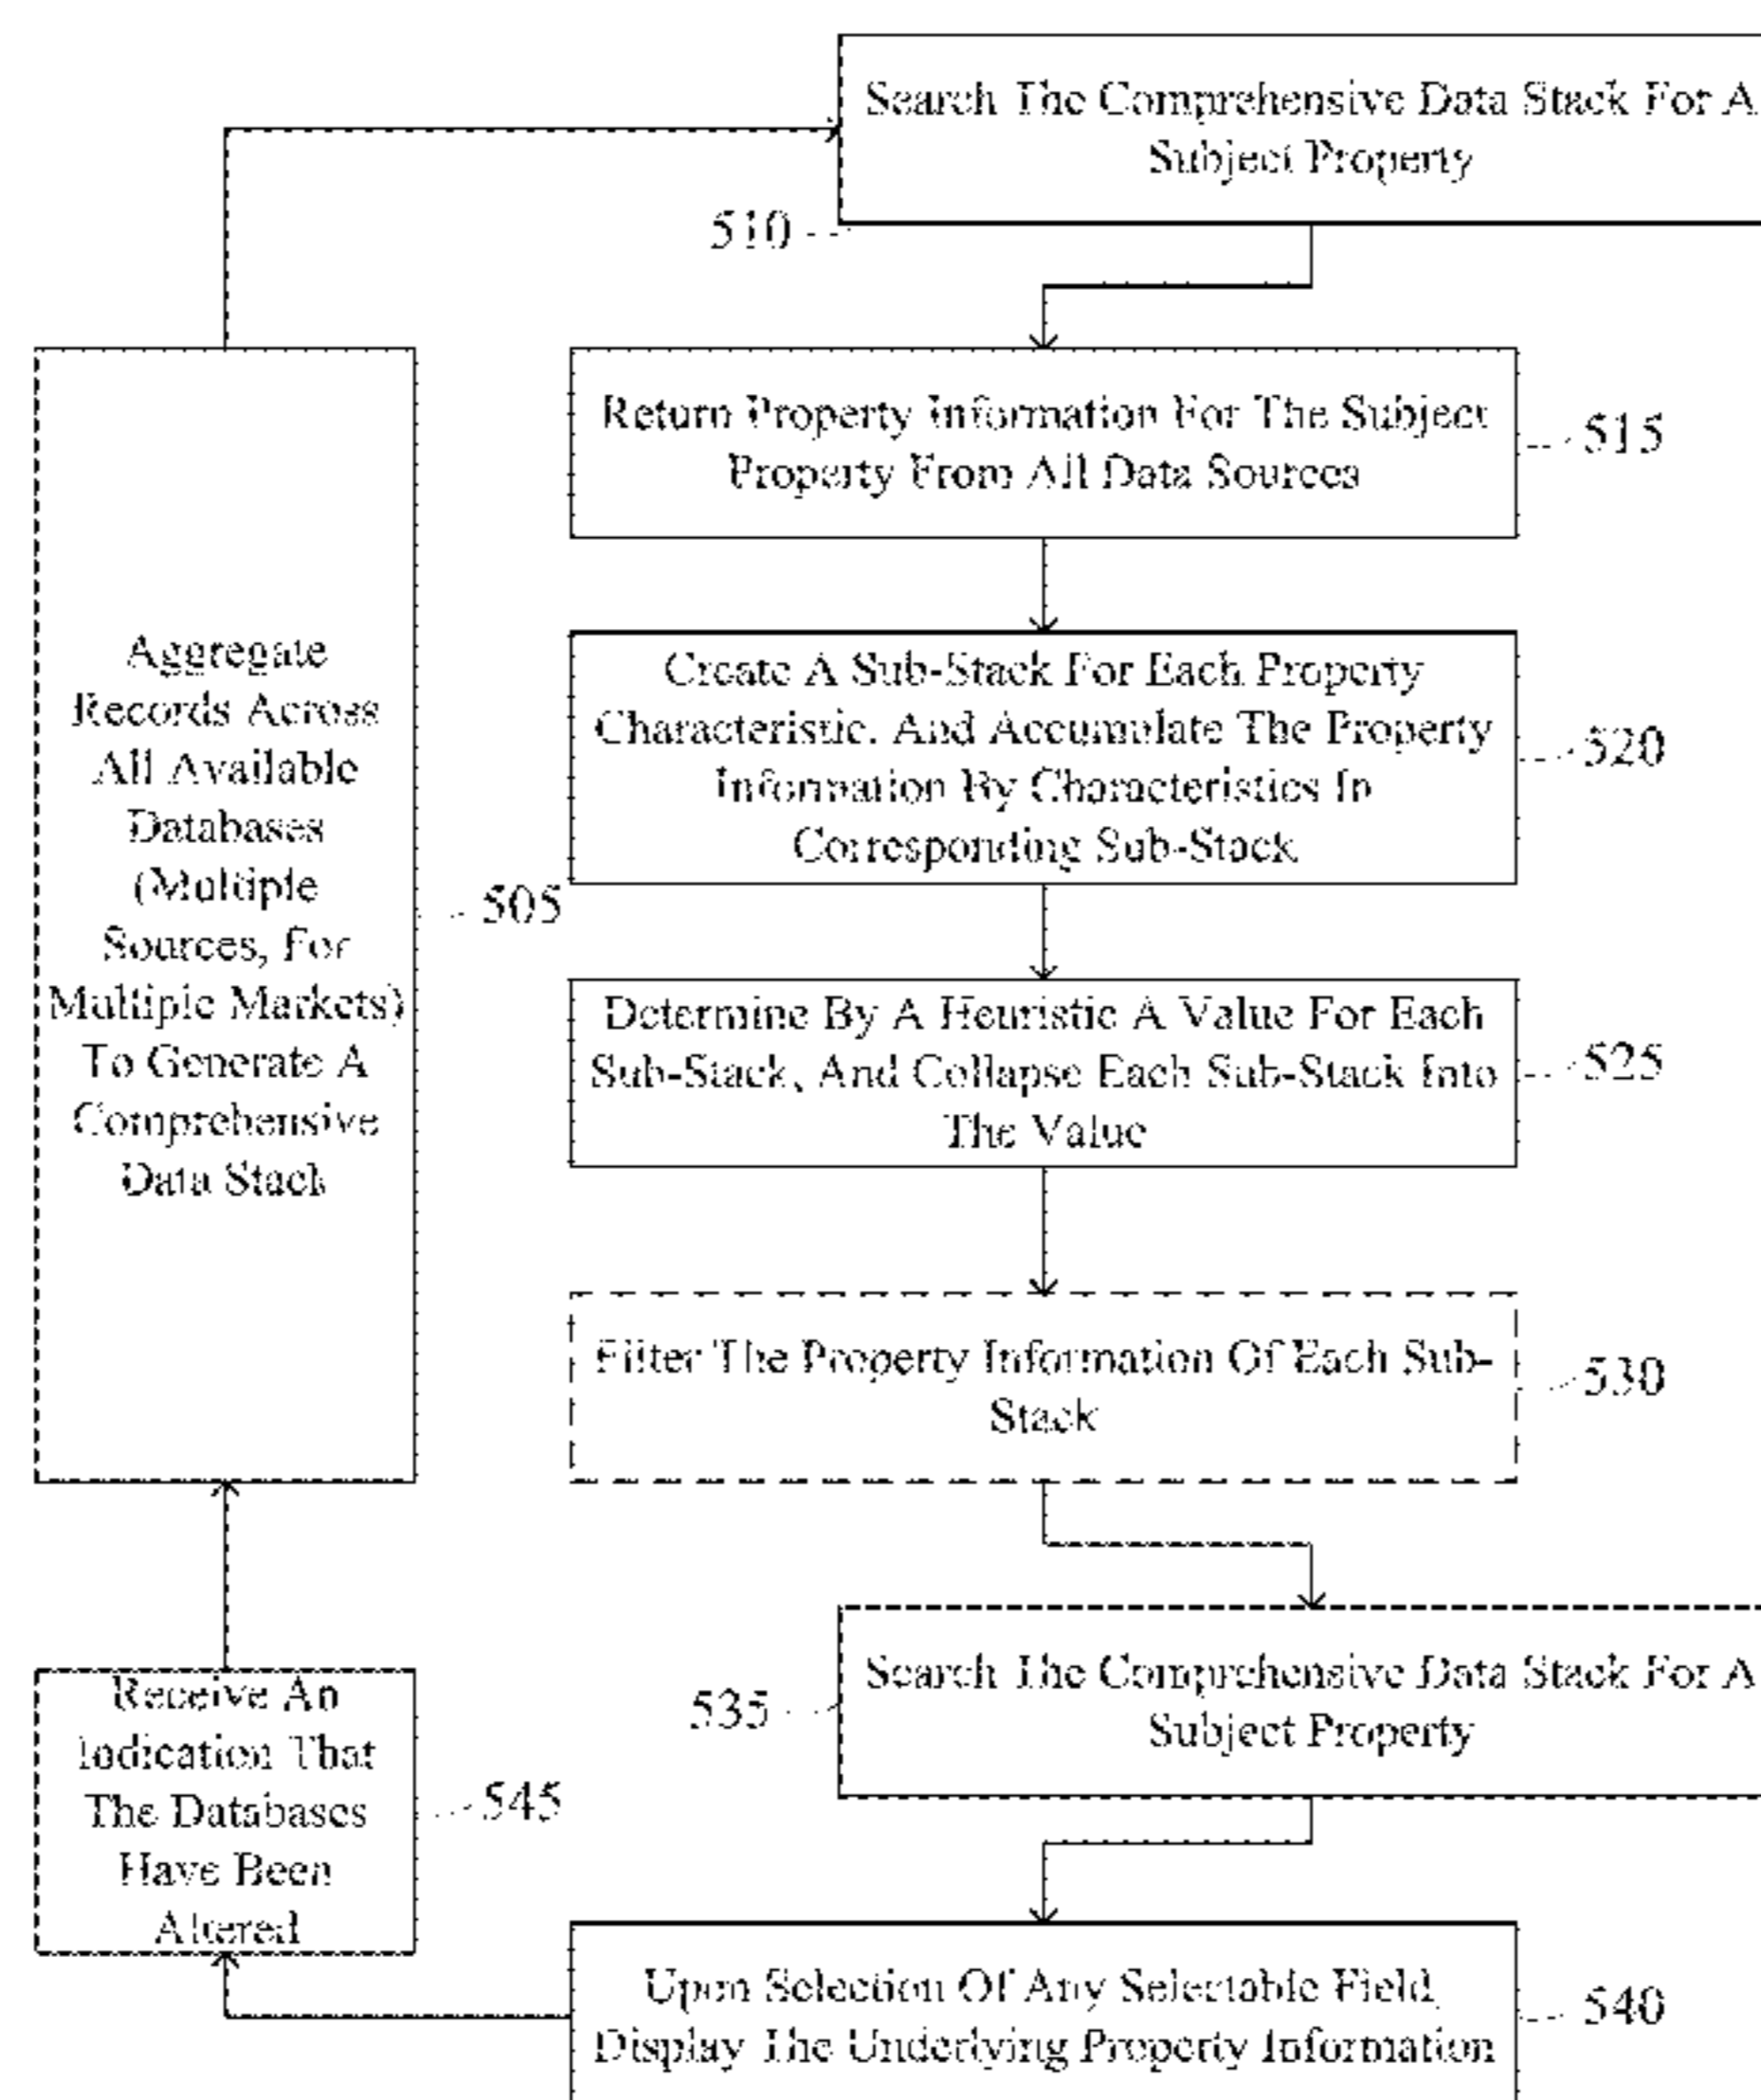 Search The Comprehensive Data Stack For A
Subject Property
510
Return Property Information For The Subject
Property From All Data Sources
515
Create A Sub-Stack For Each Property
Characteristic. And Accumulate The Property
Information By Characteristics In
Corresponding Sub-Stack
520
Aggregate
Records Across
All Available
Databases
(Multiple
Sources, For
Multiple Markets)
To Generate A
Comprehensive
Data Stack
505
Determine By A Heuristic A Value For Each
Sub-Stack, And Collapse Each Sub-Stack Into
The Value
525
Filter The Property Information Of Each Sub-
Stack
530
Search The Comprehensive Data Stack For A
Subject Property
535
Upon Selection Of Any Selectable Field,
Display The Underlying Property Information
540
Receive An
Indication That
The Databases
Have Been
Altered
545